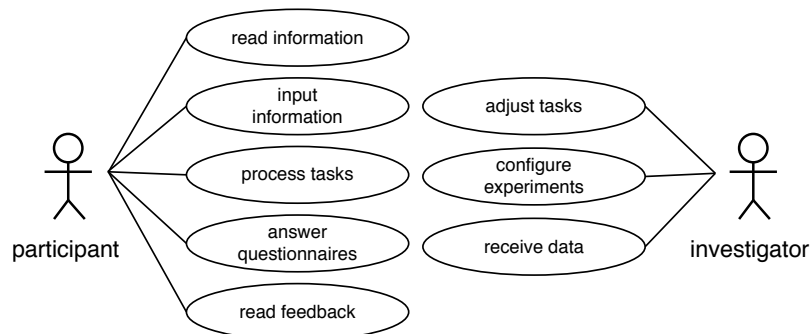 read information
input
information
process tasks
answer
questionnaires
read feedback
participant
adjust tasks
configure
experiments
receive data
investigator